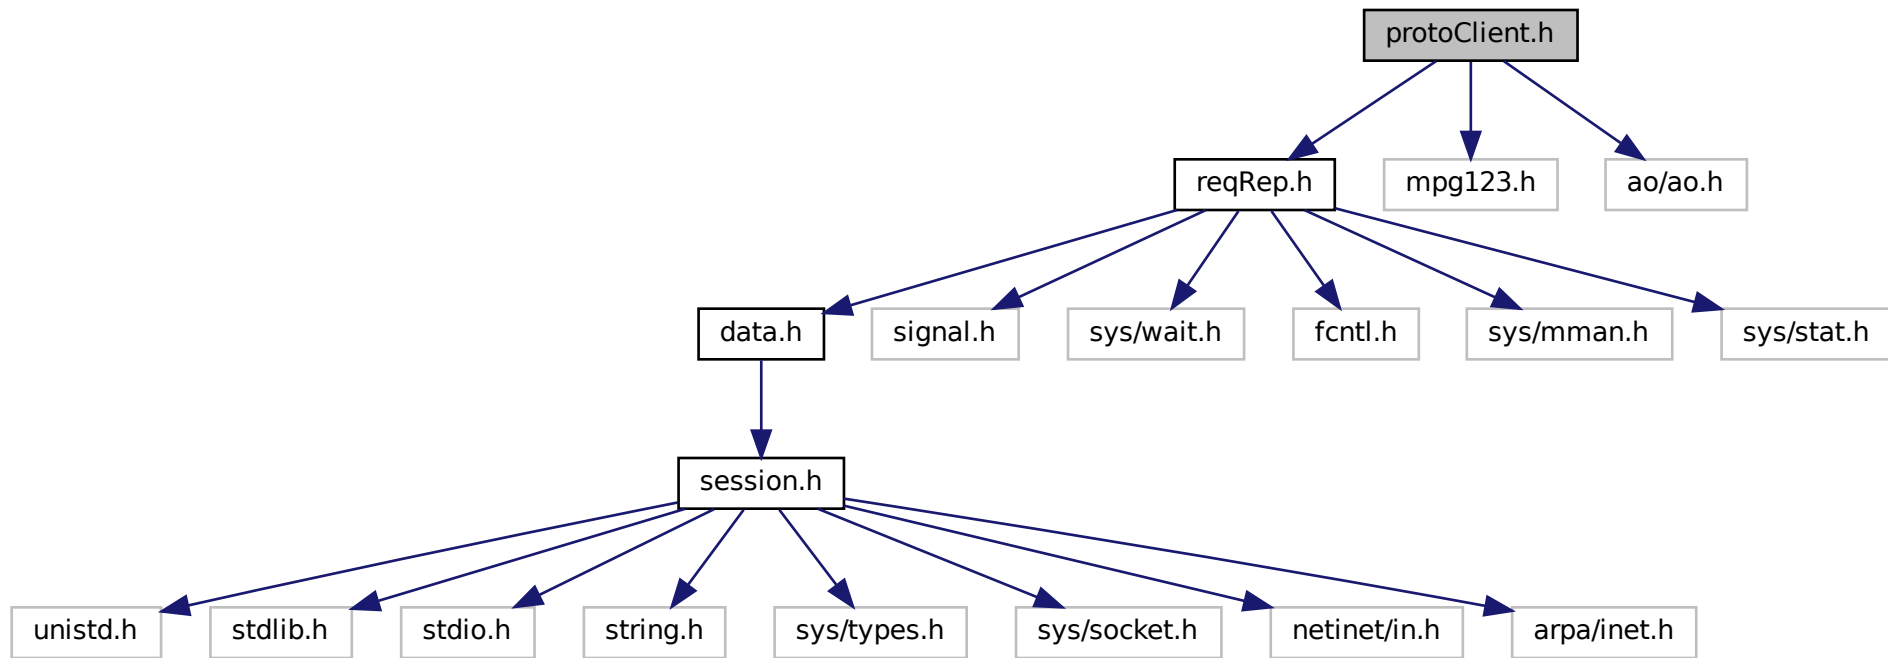 protoClient.h
reqRep.h
mpg123.h
ao/ao.h
data.h
signal.h
sys/wait.h
fcntl.h
sys/mman.h
sys/stat.h
session.h
unistd.h
stdlib.h
stdio.h
string.h
sys/types.h
sys/socket.h
netinet/in.h
arpa/inet.h